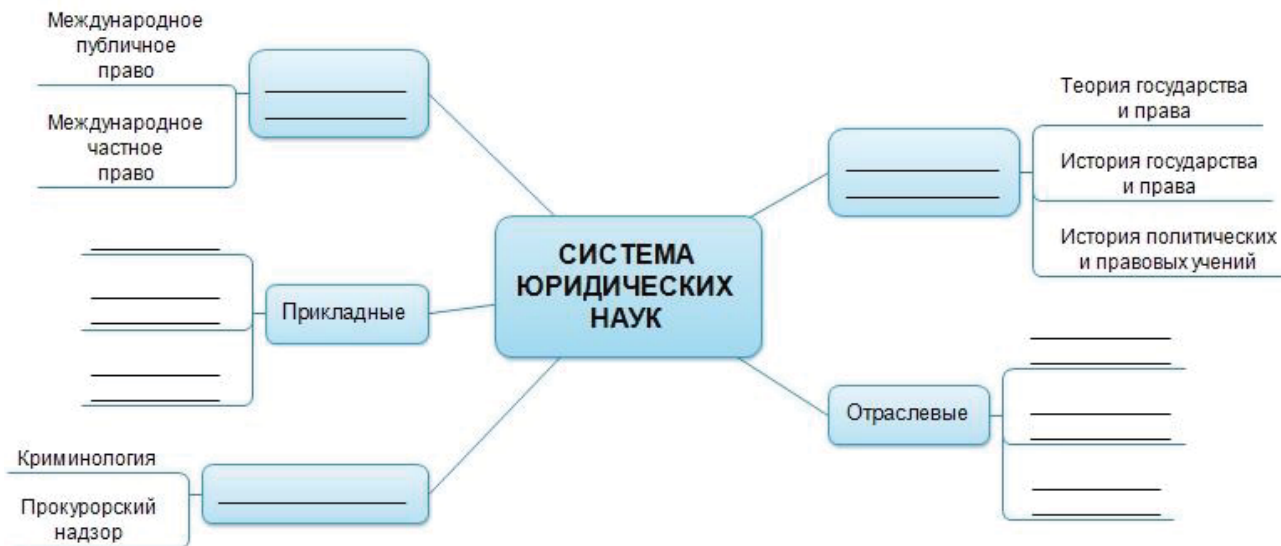 Международное
публичное
право
Международное
частное
право
Теория государства
и права
История государства
и права
История политических
и правовых учений
СИСТЕМА
ЮРИДИЧЕСКИХ
НАУК
Прикладные
Отраслевые
Криминология
Прокурорский
надзор